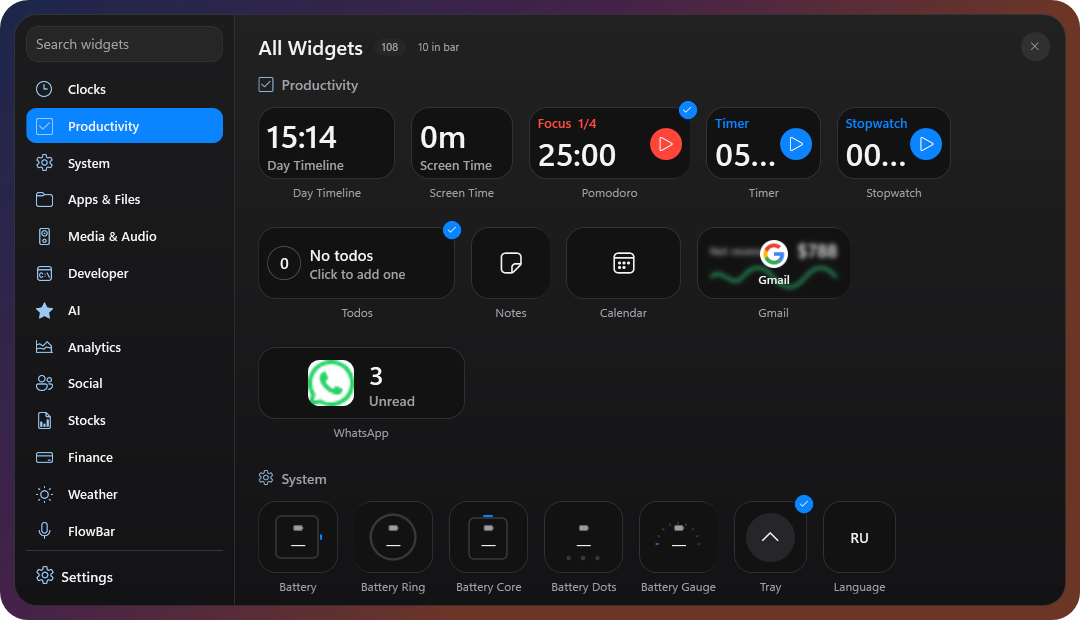 Search widgets
Clocks
Productivity
System
Apps & Files
Media & Audio
Developer
AI
Analytics
Social
Stocks
Finance
Weather
FlowBar
Settings
All Widgets 108 10 in bar
Productivity
15:14
Day Timeline
Day Timeline
0m
Screen Time
Screen Time
Focus 1/4
25:00
Pomodoro
Timer
05...
Timer
Stopwatch
00...
Stopwatch
0
No todos
Click to add one
Todos
Notes
Calendar
$788
Gmail
Gmail
3
Unread
WhatsApp
System
Battery
Battery Ring
Battery Core
Battery Dots
Battery Gauge
Tray
RU
Language